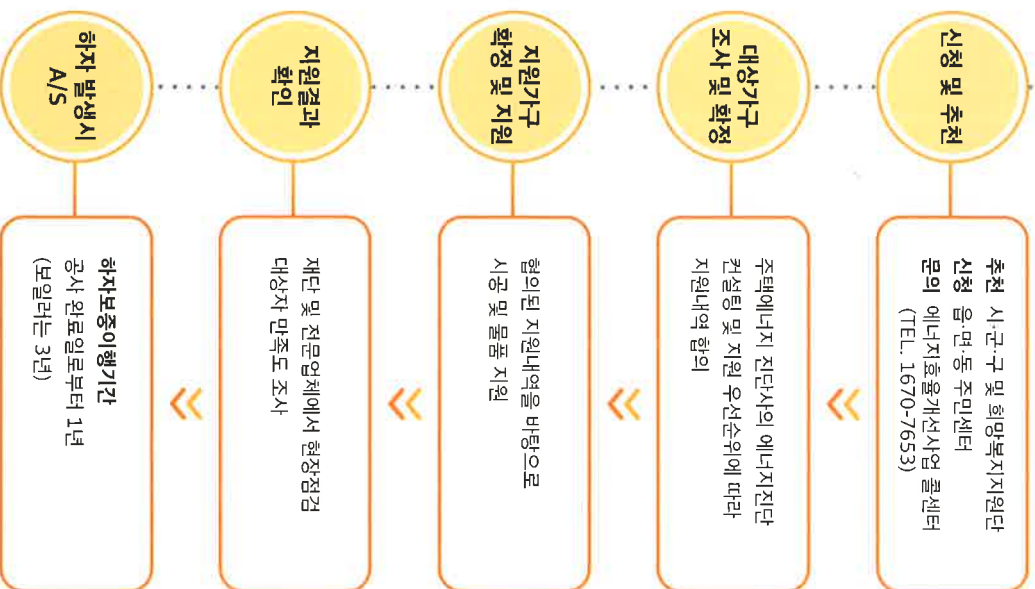 신청 및 추천
추천 시·군·구 및 희망복지지원단
신청 읍·면·동 주민센터
문의 에너지효율개선사업 콜센터
(TEL. 1670-7653)
대상가구
조사 및 확정
주택에너지 진단사의 에너지진단
컨설팅 및 지원 우선순위에 따라
지원내역 합의
지원가구
확정 및 지원
협의된 지원내역을 바탕으로
시공 및 물품 지원
지원결과
확인
재단 및 전문업체에서 현장점검
대상자 만족도 조사
하자 발생시
A/S
하자보증이행기간
공사 완료일로부터 1년
(보일러는 3년)